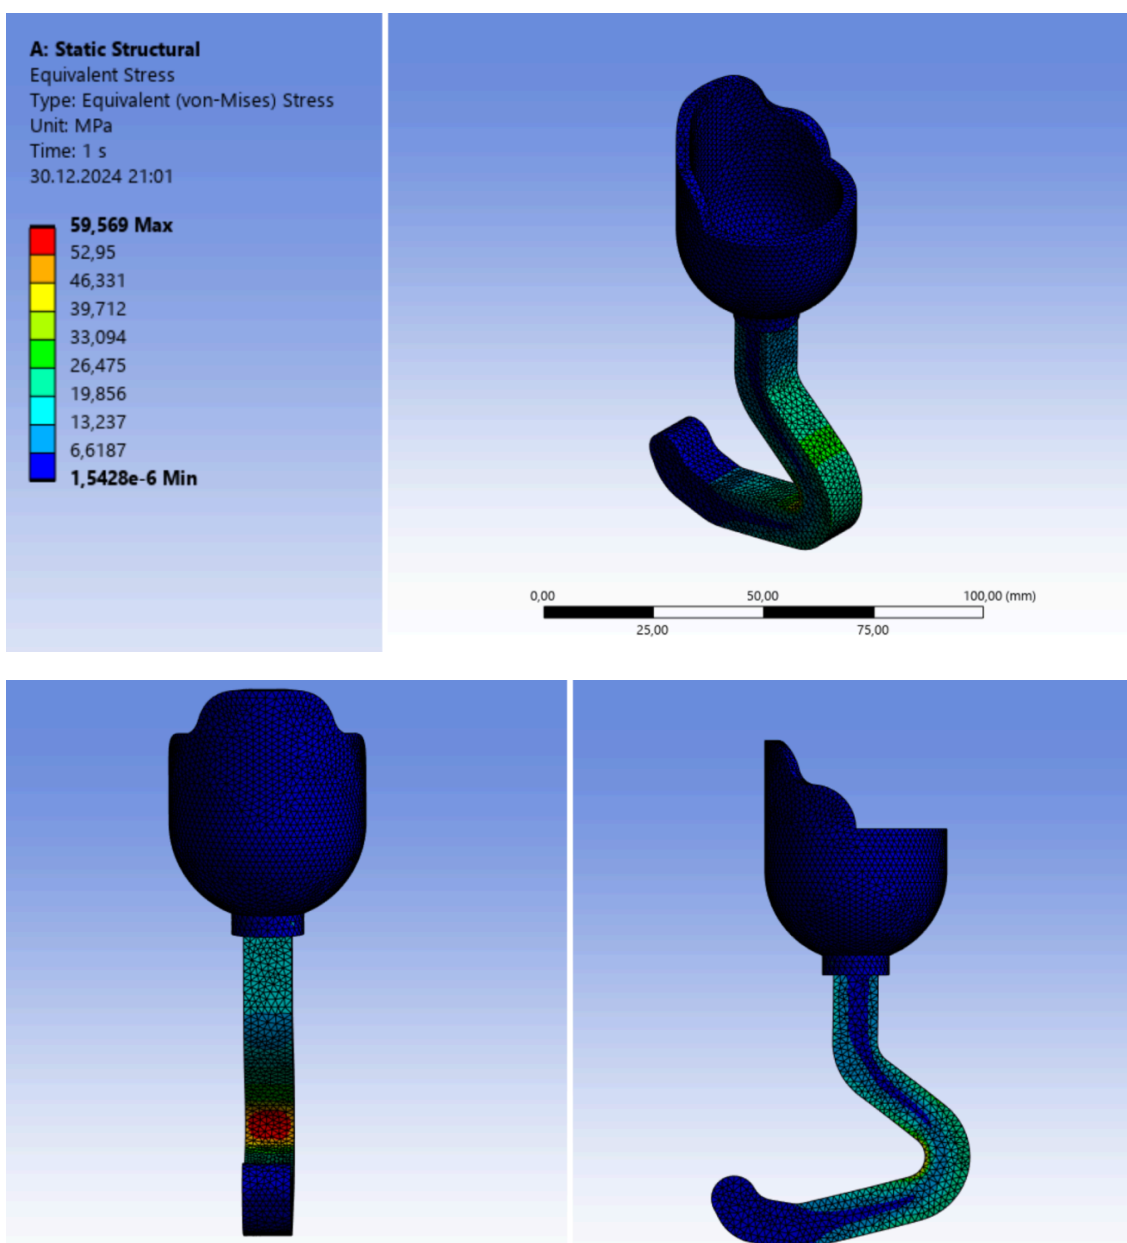 A: Static Structural
Equivalent Stress
Type: Equivalent (von-Mises) Stress
Unit: MPa
Time: 1 s
30.12.2024 21:01
59,569 Max
52,95
46,331
39,712
33,094
26,475
19,856
13,237
6,6187
1,5428e-6 Min
0,00 50,00 100,00 (mm)
25,00 75,00